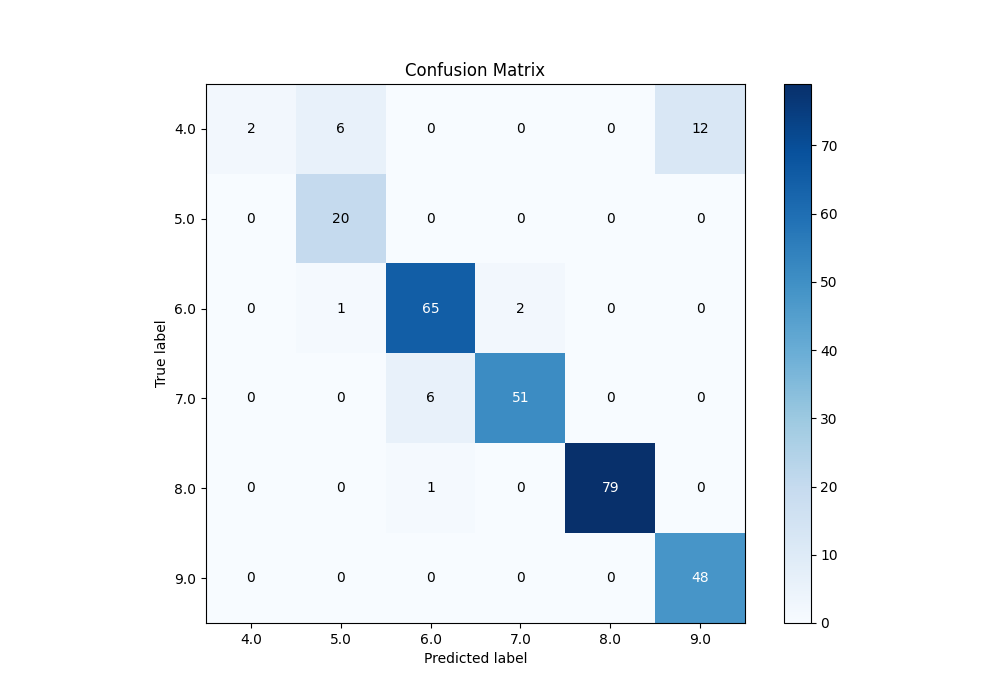 Confusion Matrix
4.0 2 6 0 0 0 12
5.0 0 20 0 0 0 0
6.0 0 1 65 2 0 0
7.0 0 0 6 51 0 0
8.0 0 0 1 0 79 0
9.0 0 0 0 0 0 48
4.0 5.0 6.0 7.0 8.0 9.0
Predicted label
True label
70
60
50
40
30
20
10
0